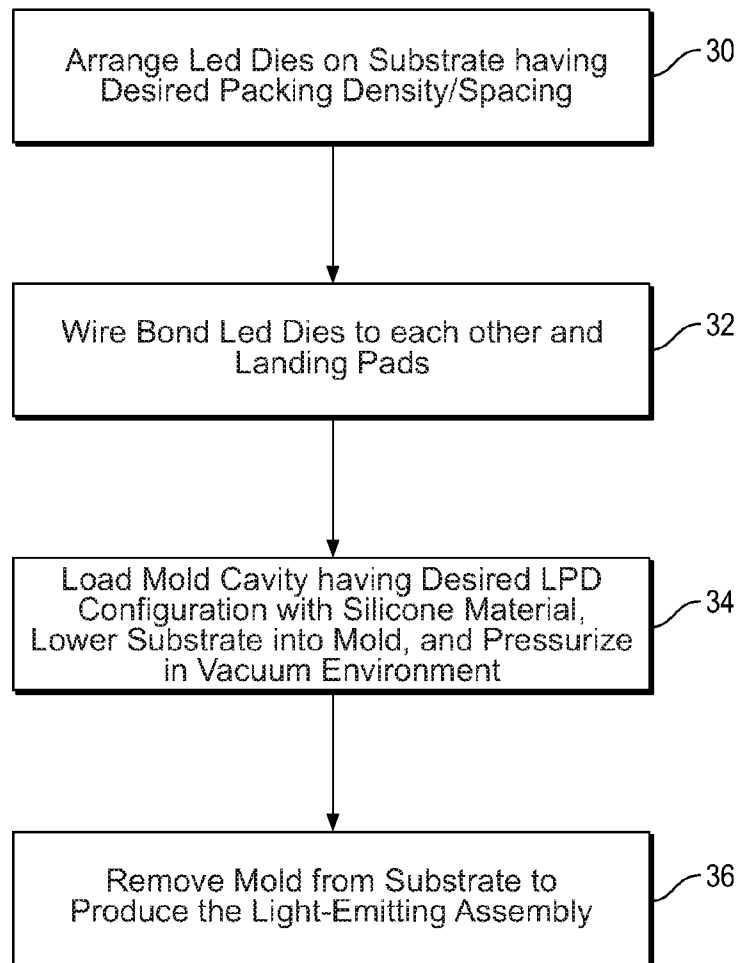 Arrange Led Dies on Substrate having
Desired Packing Density/Spacing
30
Wire Bond Led Dies to each other and
Landing Pads
32
Load Mold Cavity having Desired LPD
Configuration with Silicone Material,
Lower Substrate into Mold, and Pressurize
in Vacuum Environment
34
Remove Mold from Substrate to
Produce the Light-Emitting Assembly
36